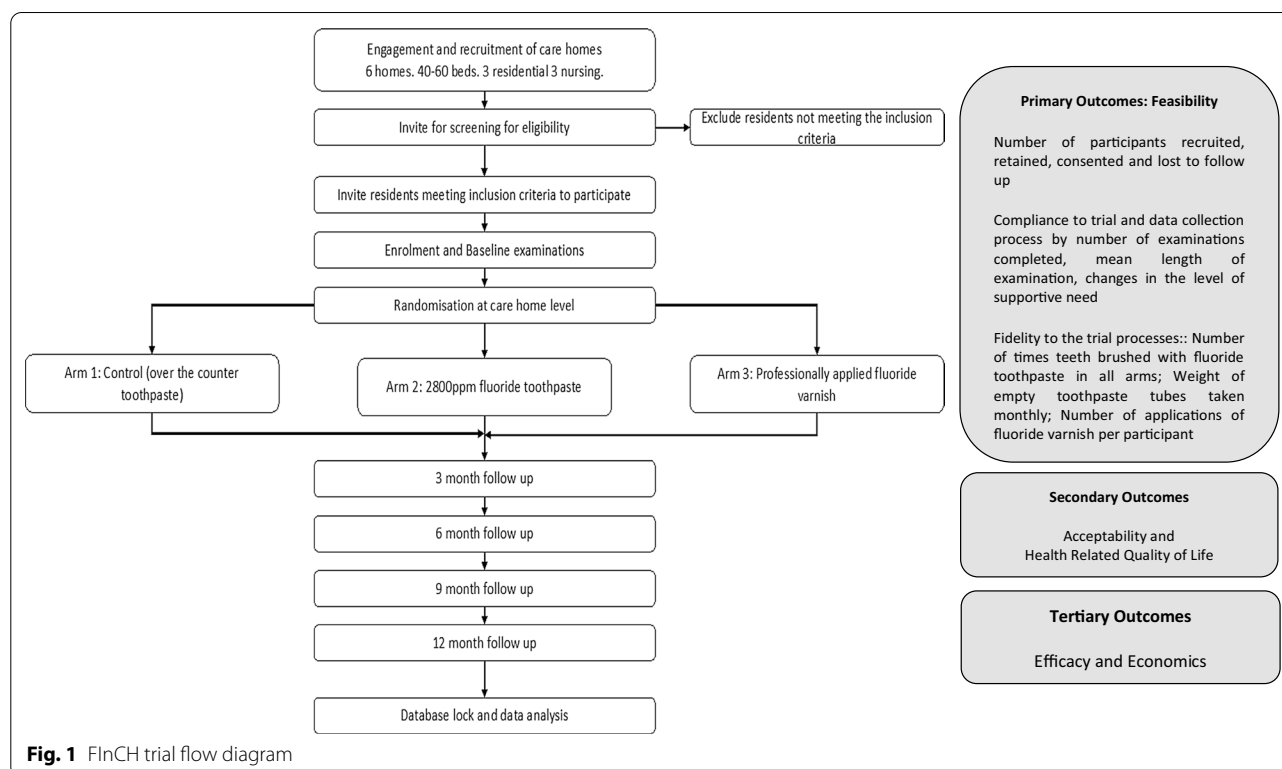 Engagement and recruitment of care homes
6 homes. 40-60 beds. 3 residential 3 nursing.
Invite for screening for eligibility
Exclude residents not meeting the inclusion
criteria
Invite residents meeting inclusion criteria to participate
Enrolment and Baseline examinations
Randomisation at care home level
Arm 1: Control (over the counter
toothpaste)
Arm 2: 2800ppm fluoride toothpaste
Arm 3: Professionally applied fluoride
varnish
3 month follow up
6 month follow up
9 month follow up
12 month follow up
Database lock and data analysis
Primary Outcomes: Feasibility
Number of participants recruited,
retained, consented and lost to follow
up
Compliance to trial and data collection
process by number of examinations
completed, mean length of
examination, changes in the level of
supportive need
Fidelity to the trial processes:: Number
of times teeth brushed with fluoride
toothpaste in all arms; Weight of
empty toothpaste tubes taken
monthly; Number of applications of
fluoride varnish per participant
Secondary Outcomes
Acceptability and
Health Related Quality of Life
Tertiary Outcomes
Efficacy and Economics
Fig. 1 FInCH trial flow diagram